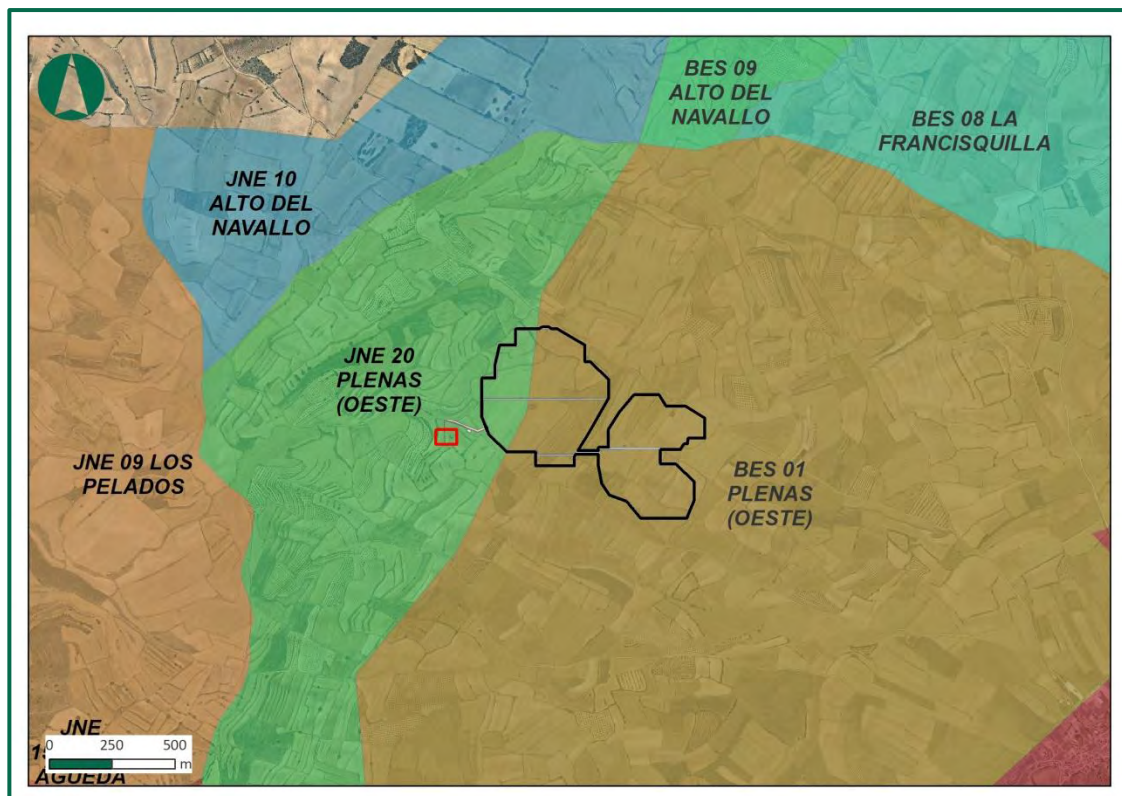 BES 09
ALTO DEL
NAVALLO
BES 08 LA
FRANCISQUILLA
JNE 10
ALTO DEL
NAVALLO
JNE 20
PLENAS
(OESTE)
JNE 09 LOS
PELADOS
BES 01
PLENAS
(OESTE)
JNE
AGUEDA
0 250 500
m